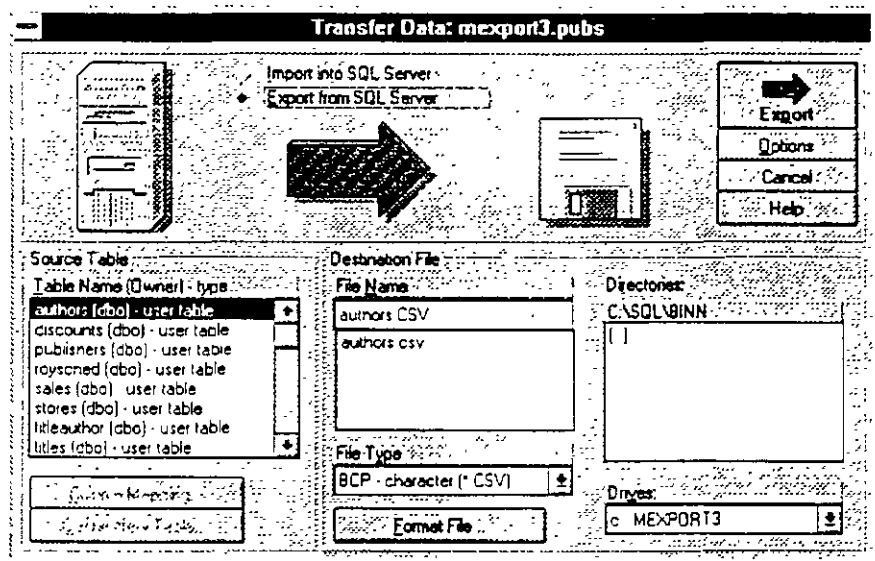 Transfer Data: mexport3.pubs
Import into SQL Server
Export from SQL Server
Export
Options
Cancel
Help
Source Table
Table Name (Owner) - type
authors (dbo) - user table
discounts (dbo) - user table
publishers (dbo) - user table
roysched (dbo) - user table
sales (dbo) - user table
stores (dbo) - user table
titleauthor (dbo) - user table
titles (dbo) - user table
Destination File
File Name
authors CSV
authors csv
File Type
BCP - character (* CSV)
Format File
Directories:
C:\SQL\BINN
[ ]
Drives:
c MEXPORT3